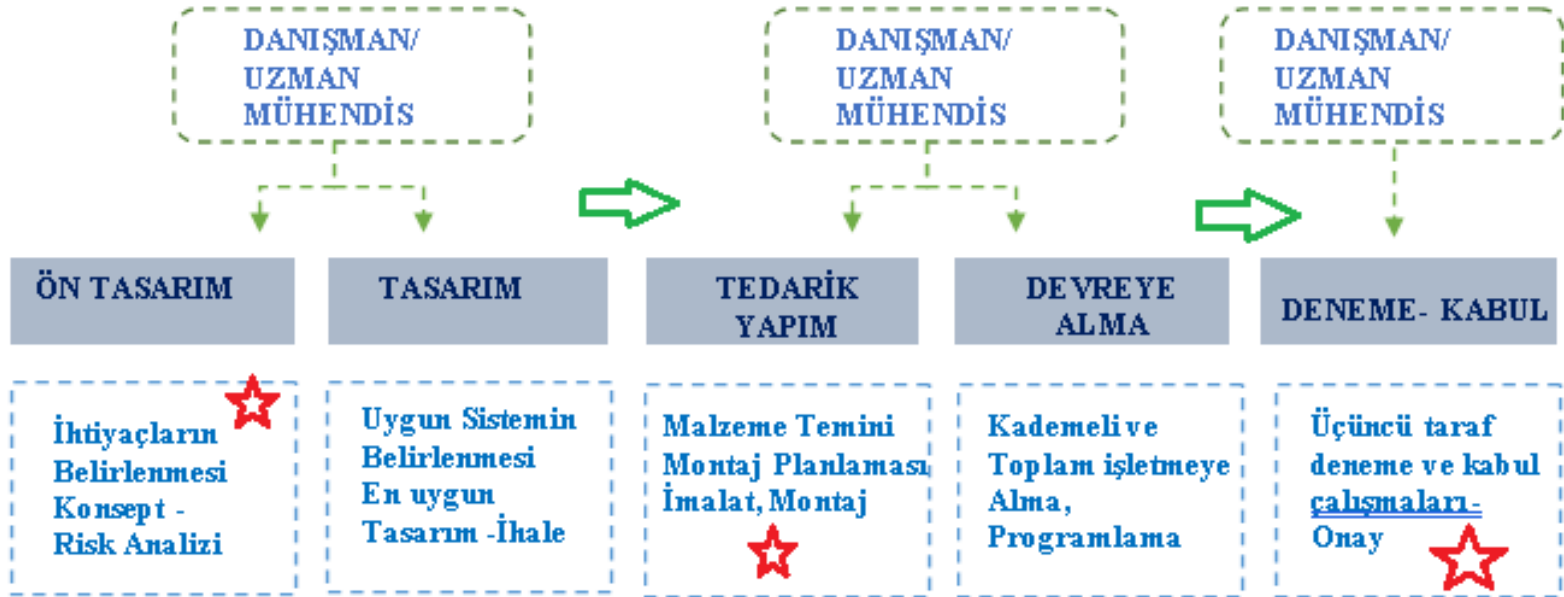 DANIŞMAN/
UZMAN
MÜHENDİS
DANIŞMAN/
UZMAN
MÜHENDİS
DANIŞMAN/
UZMAN
MÜHENDİS
ÖN TASARIM
TASARIM
TEDARİK
YAPIM
DEVREYE
ALMA
DENEME- KABUL
İhtiyaçların
Belirlenmesi
Konsept -
Risk Analizi
Uygun Sistemin
Belirlenmesi
En uygun
Tasarım -İhale
Malzeme Temini
Montaj Planlaması
İmalat, Montaj
Kademeli ve
Toplam işletmeye
Alma,
Programlama
Üçüncü taraf
deneme ve kabul
çalışmaları-
Onay